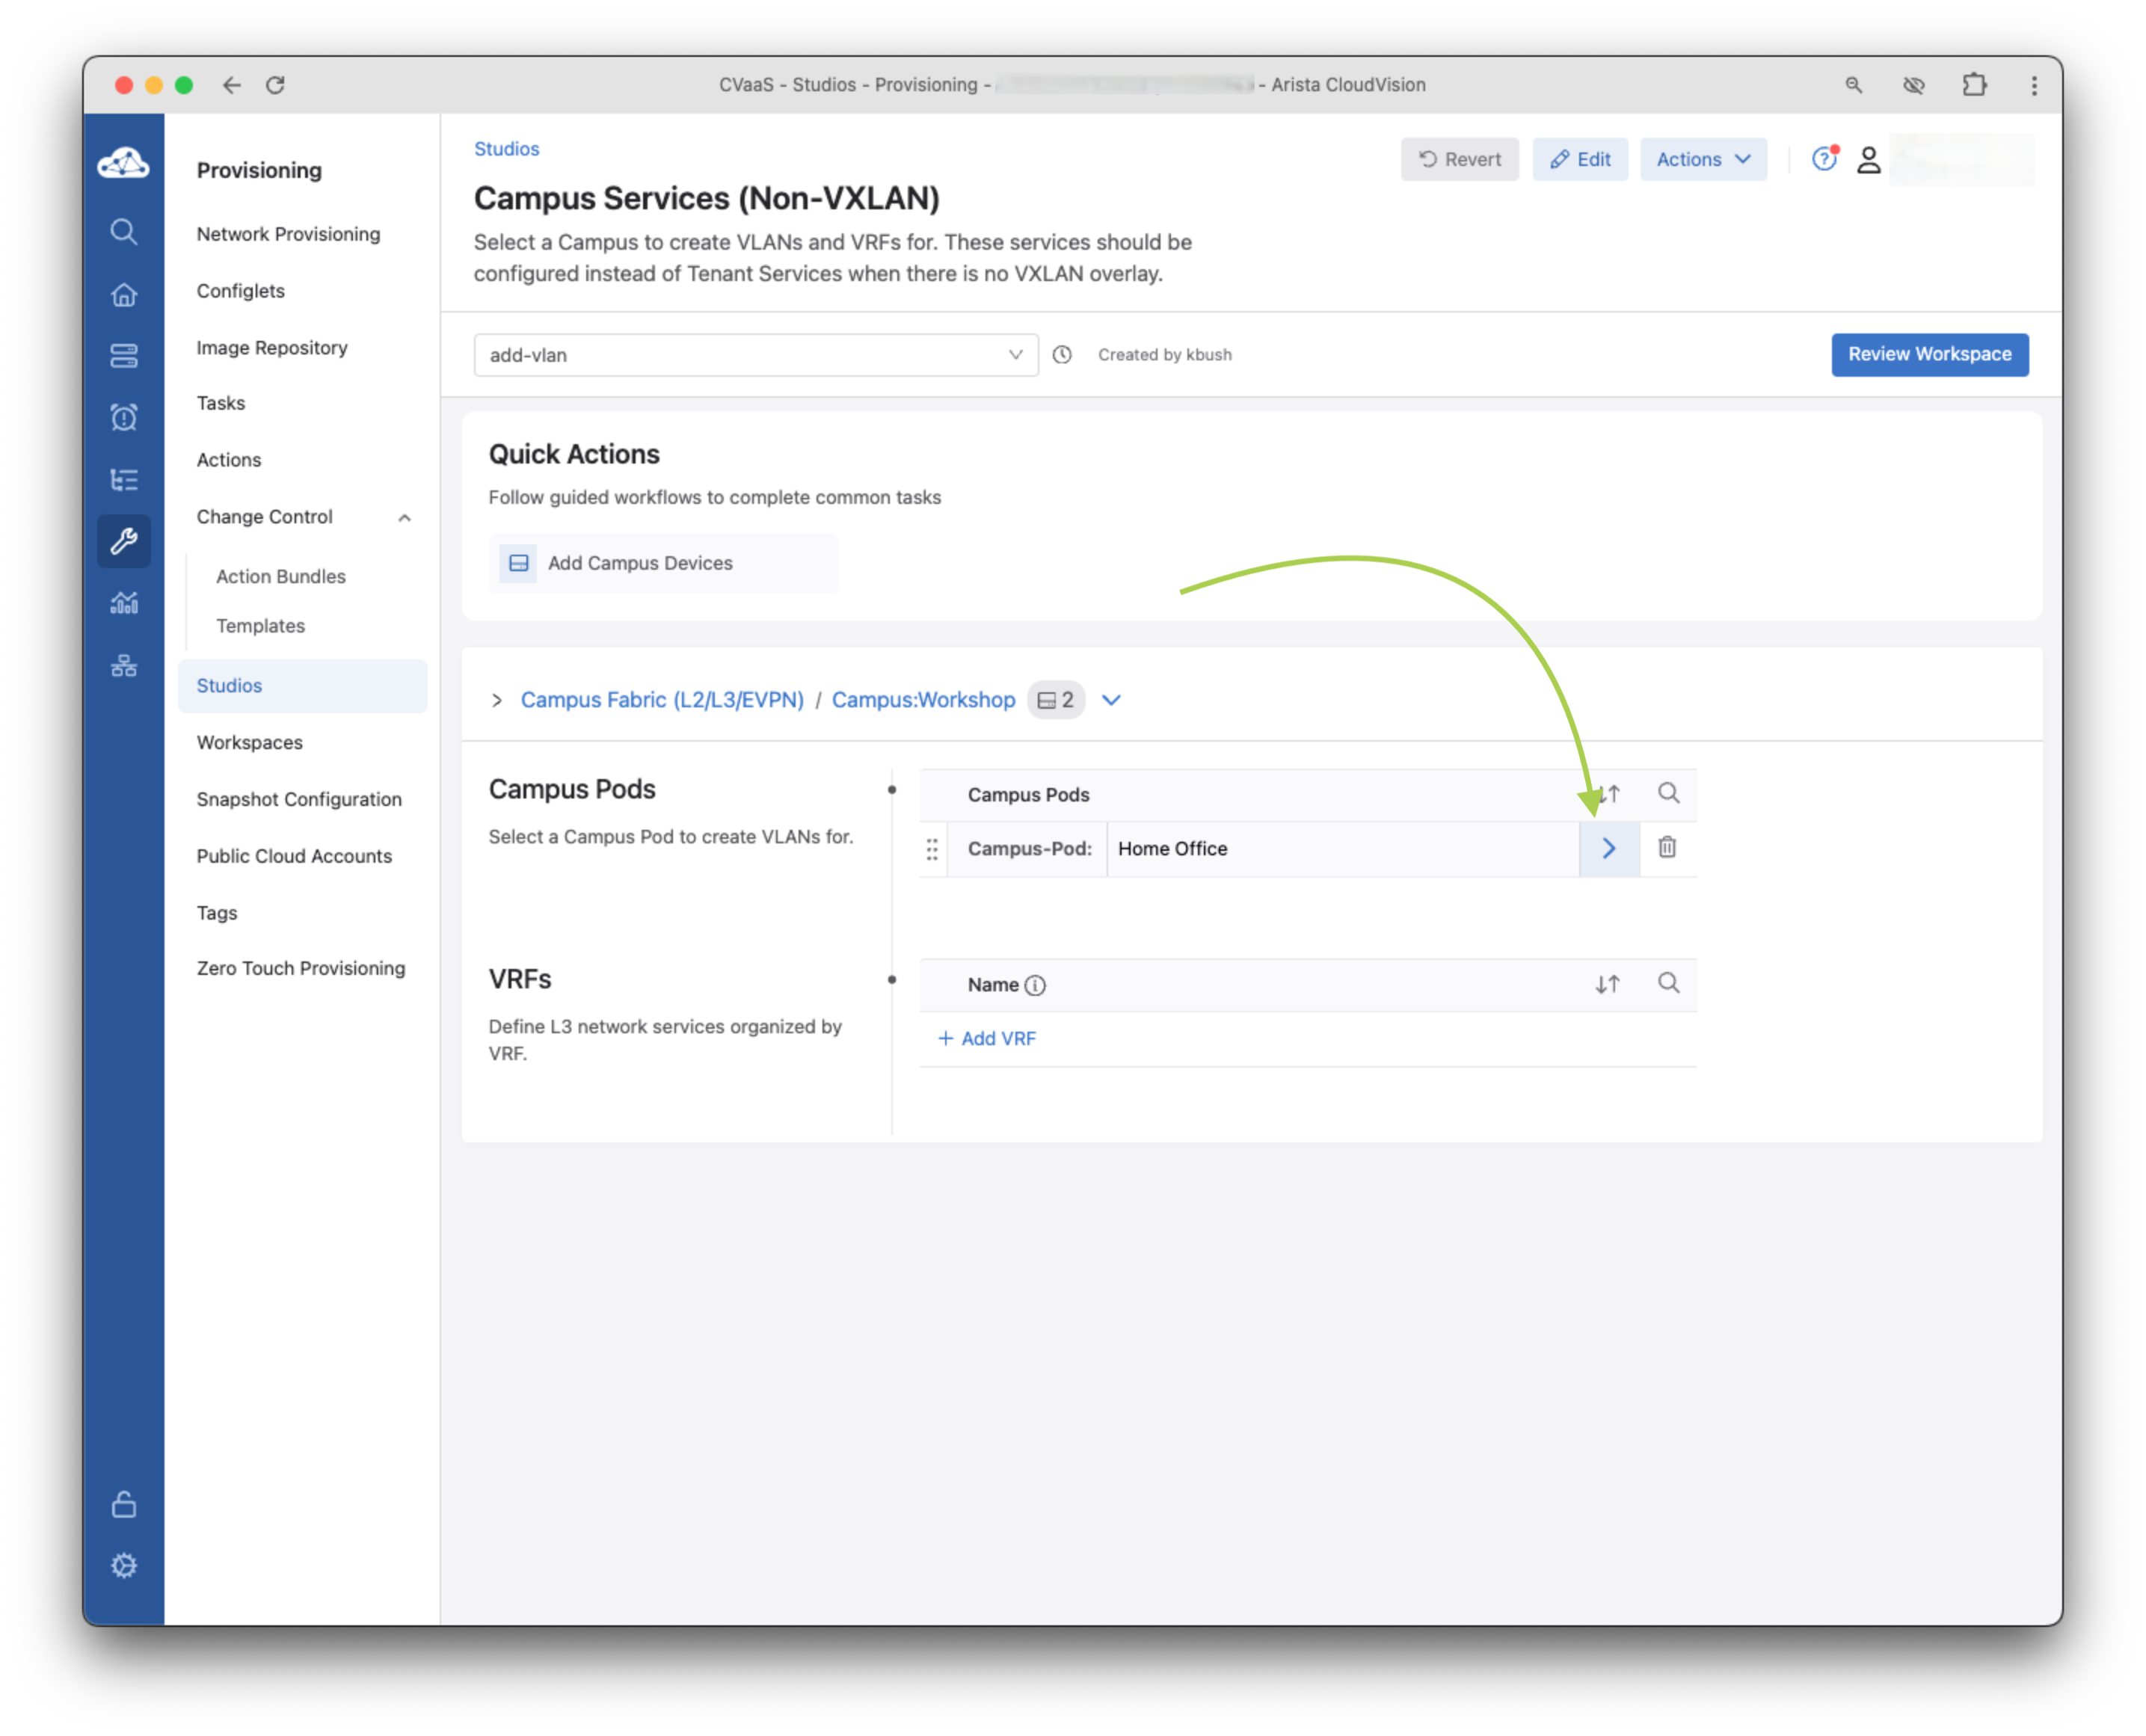 CVaaS - Studios - Provisioning - - Arista CloudVision
Provisioning
Network Provisioning
Configlets
Image Repository
Tasks
Actions
Change Control
Action Bundles
Templates
Studios
Workspaces
Snapshot Configuration
Public Cloud Accounts
Tags
Zero Touch Provisioning
Studios
Revert
Edit
Actions
Campus Services (Non-VXLAN)
Select a Campus to create VLANs and VRFs for. These services should be
configured instead of Tenant Services when there is no VXLAN overlay.
add-vlan
Created by kbush
Review Workspace
Quick Actions
Follow guided workflows to complete common tasks
Add Campus Devices
Campus Fabric (L2/L3/EVPN) / Campus:Workshop 2
Campus Pods
Select a Campus Pod to create VLANs for.
Campus Pods
Campus-Pod: Home Office
VRFs
Define L3 network services organized by
VRF.
Name
+ Add VRF